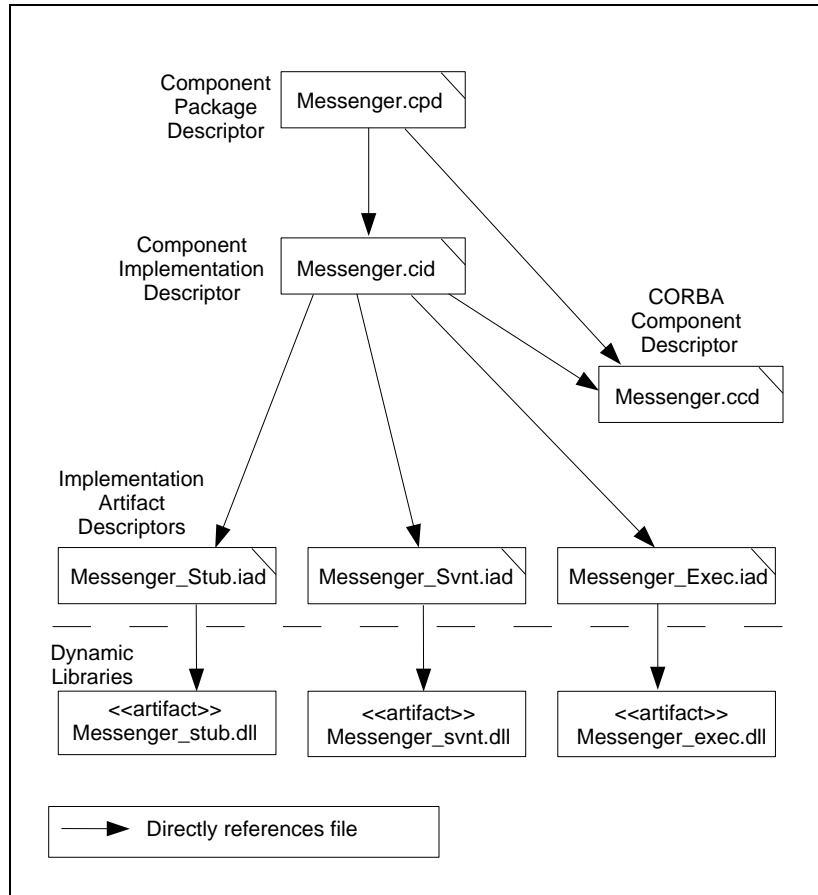 Component
Package
Descriptor
Messenger.cpd
Component
Implementation
Descriptor
Messenger.cid
CORBA
Component
Descriptor
Messenger.ccd
Implementation
Artifact
Descriptors
Messenger_Stub.iad
Messenger_Svnt.iad
Messenger_Exec.iad
Dynamic
Libraries
<<artifact>>
Messenger_stub.dll
<<artifact>>
Messenger_svnt.dll
<<artifact>>
Messenger_exec.dll
Directly references file